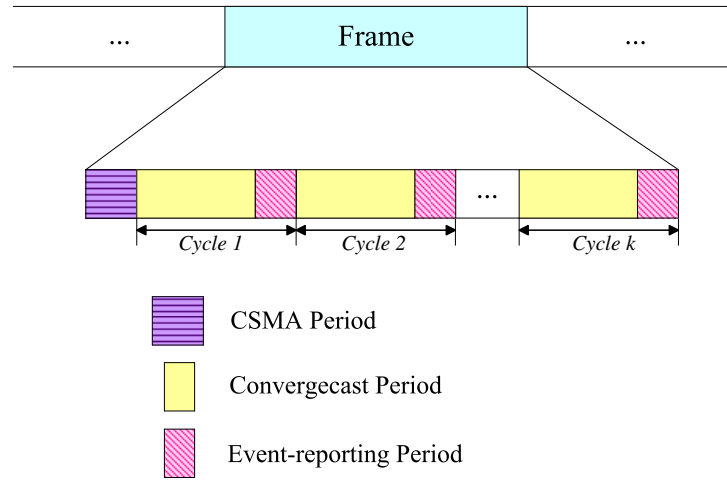 ... Frame ...
...
Cycle 1 Cycle 2 Cycle k
CSMA Period
Convergecast Period
Event-reporting Period